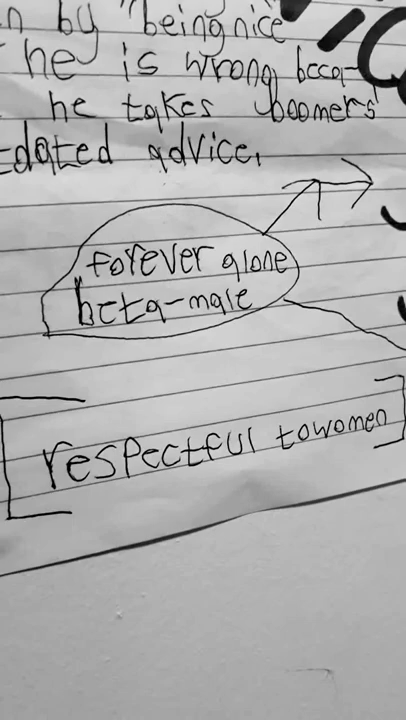 n by "being nice
he is wrong beca-
he takes boomers'
dated advice.
forever alone
beta-male
[respectful to women]